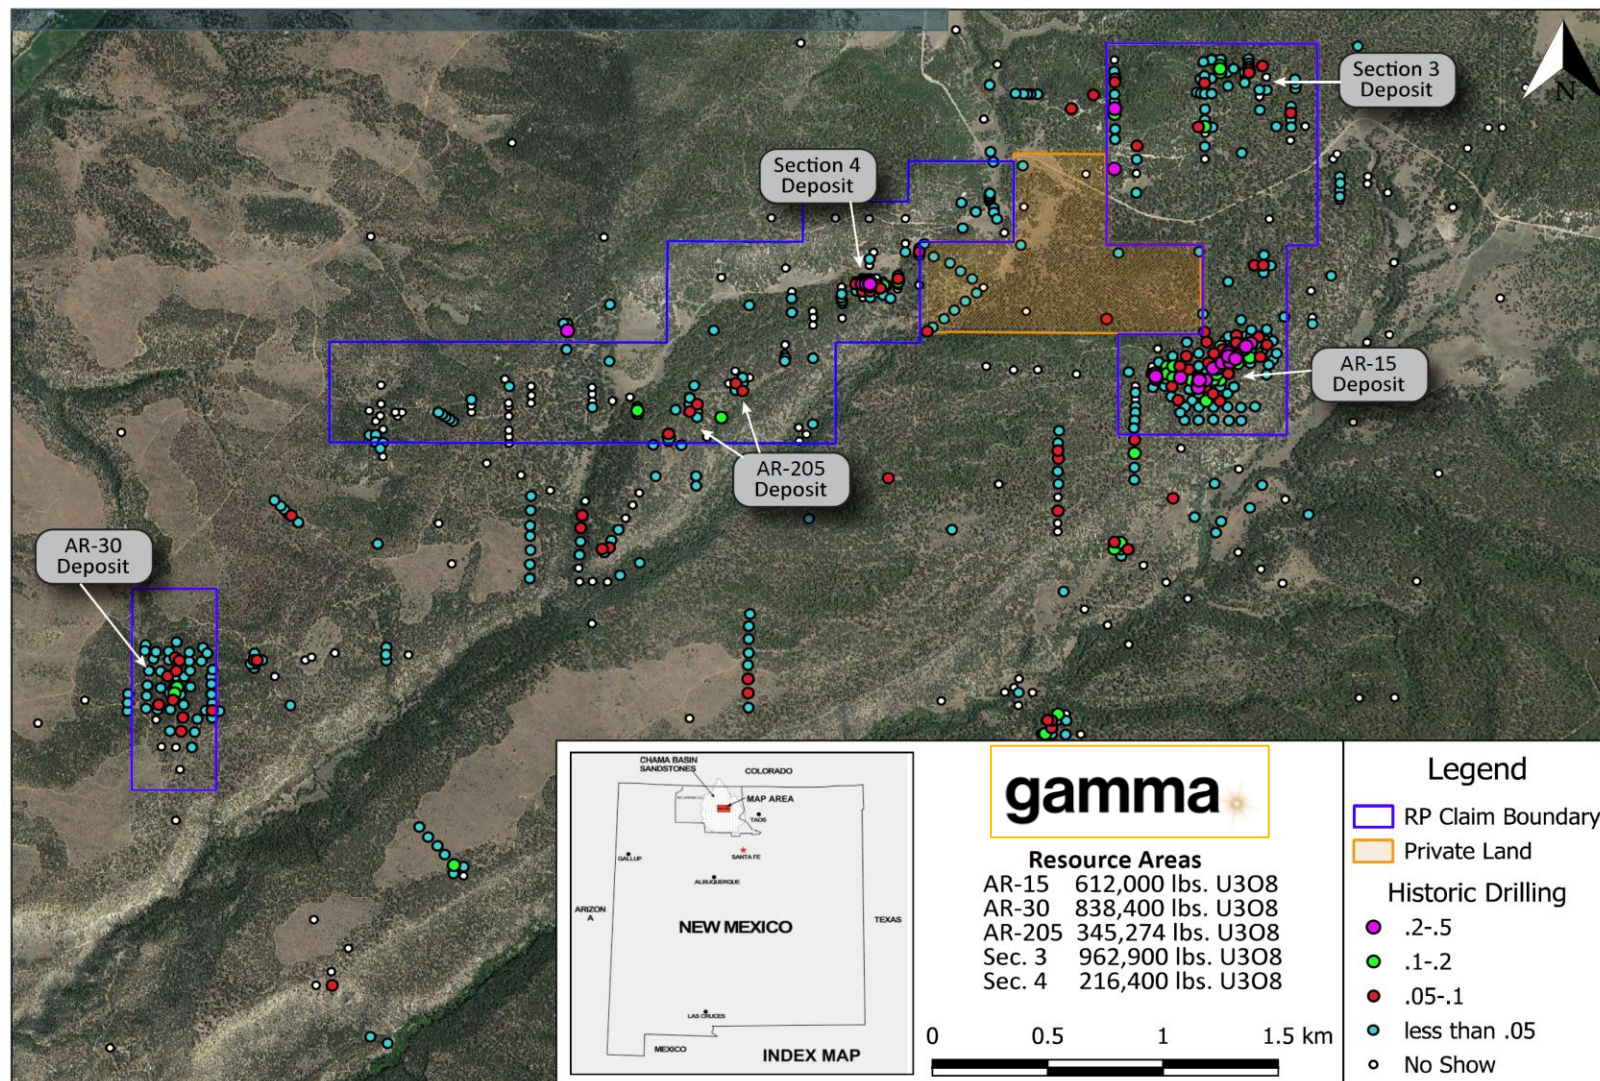 Section 3
Deposit
N
Section 4
Deposit
AR-15
Deposit
AR-205
Deposit
AR-30
Deposit
CHAMA BASIN
SANDSTONES
COLORADO
MAP AREA
TAOS
GALLUP
SANTA FE
ALBUQUERQUE
ARIZON
A
NEW MEXICO
TEXAS
LAS CRUCES
MEXICO
INDEX MAP
gamma
Resource Areas
AR-15 612,000 lbs. U3O8
AR-30 838,400 lbs. U3O8
AR-205 345,274 lbs. U3O8
Sec. 3 962,900 lbs. U3O8
Sec. 4 216,400 lbs. U3O8
0 0.5 1 1.5 km
Legend
RP Claim Boundary
Private Land
Historic Drilling
.2-.5
.1-.2
.05-.1
less than .05
No Show